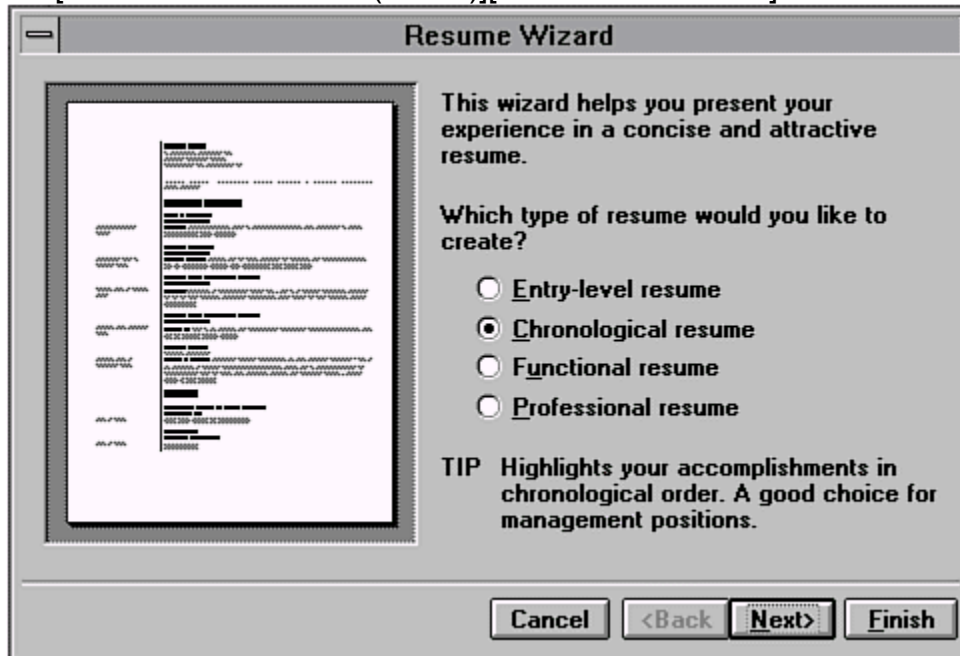 Resume Wizard
This wizard helps you present your
experience in a concise and attractive
resume.
Which type of resume would you like to
create?
Entry-level resume
Chronological resume
Functional resume
Professional resume
TIP Highlights your accomplishments in
chronological order. A good choice for
management positions.
Cancel <Back Next> Finish